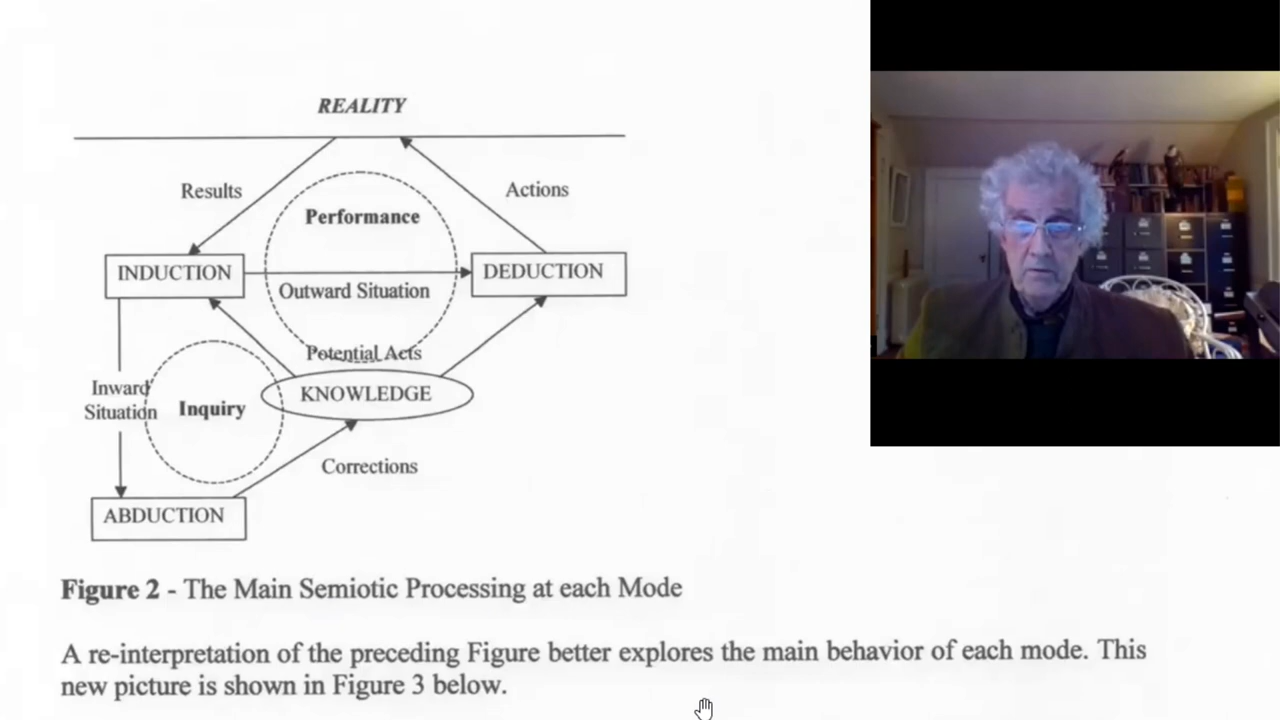 REALITY
Results
Actions
Performance
INDUCTION
DEDUCTION
Outward Situation
Potential Acts
KNOWLEDGE
Inward
Situation
Inquiry
Corrections
ABDUCTION
Figure 2 - The Main Semiotic Processing at each Mode
A re-interpretation of the preceding Figure better explores the main behavior of each mode. This
new picture is shown in Figure 3 below.